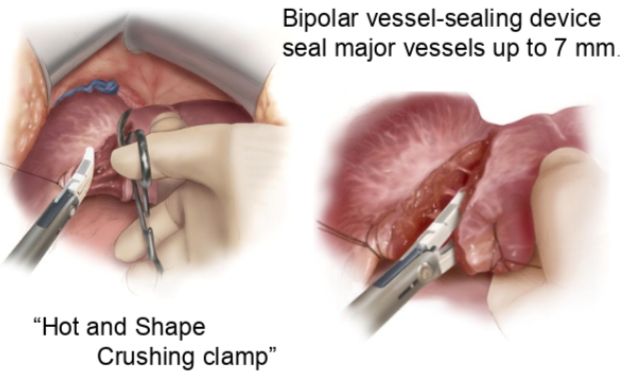 Bipolar vessel-sealing device
seal major vessels up to 7 mm.
“Hot and Shape
Crushing clamp”